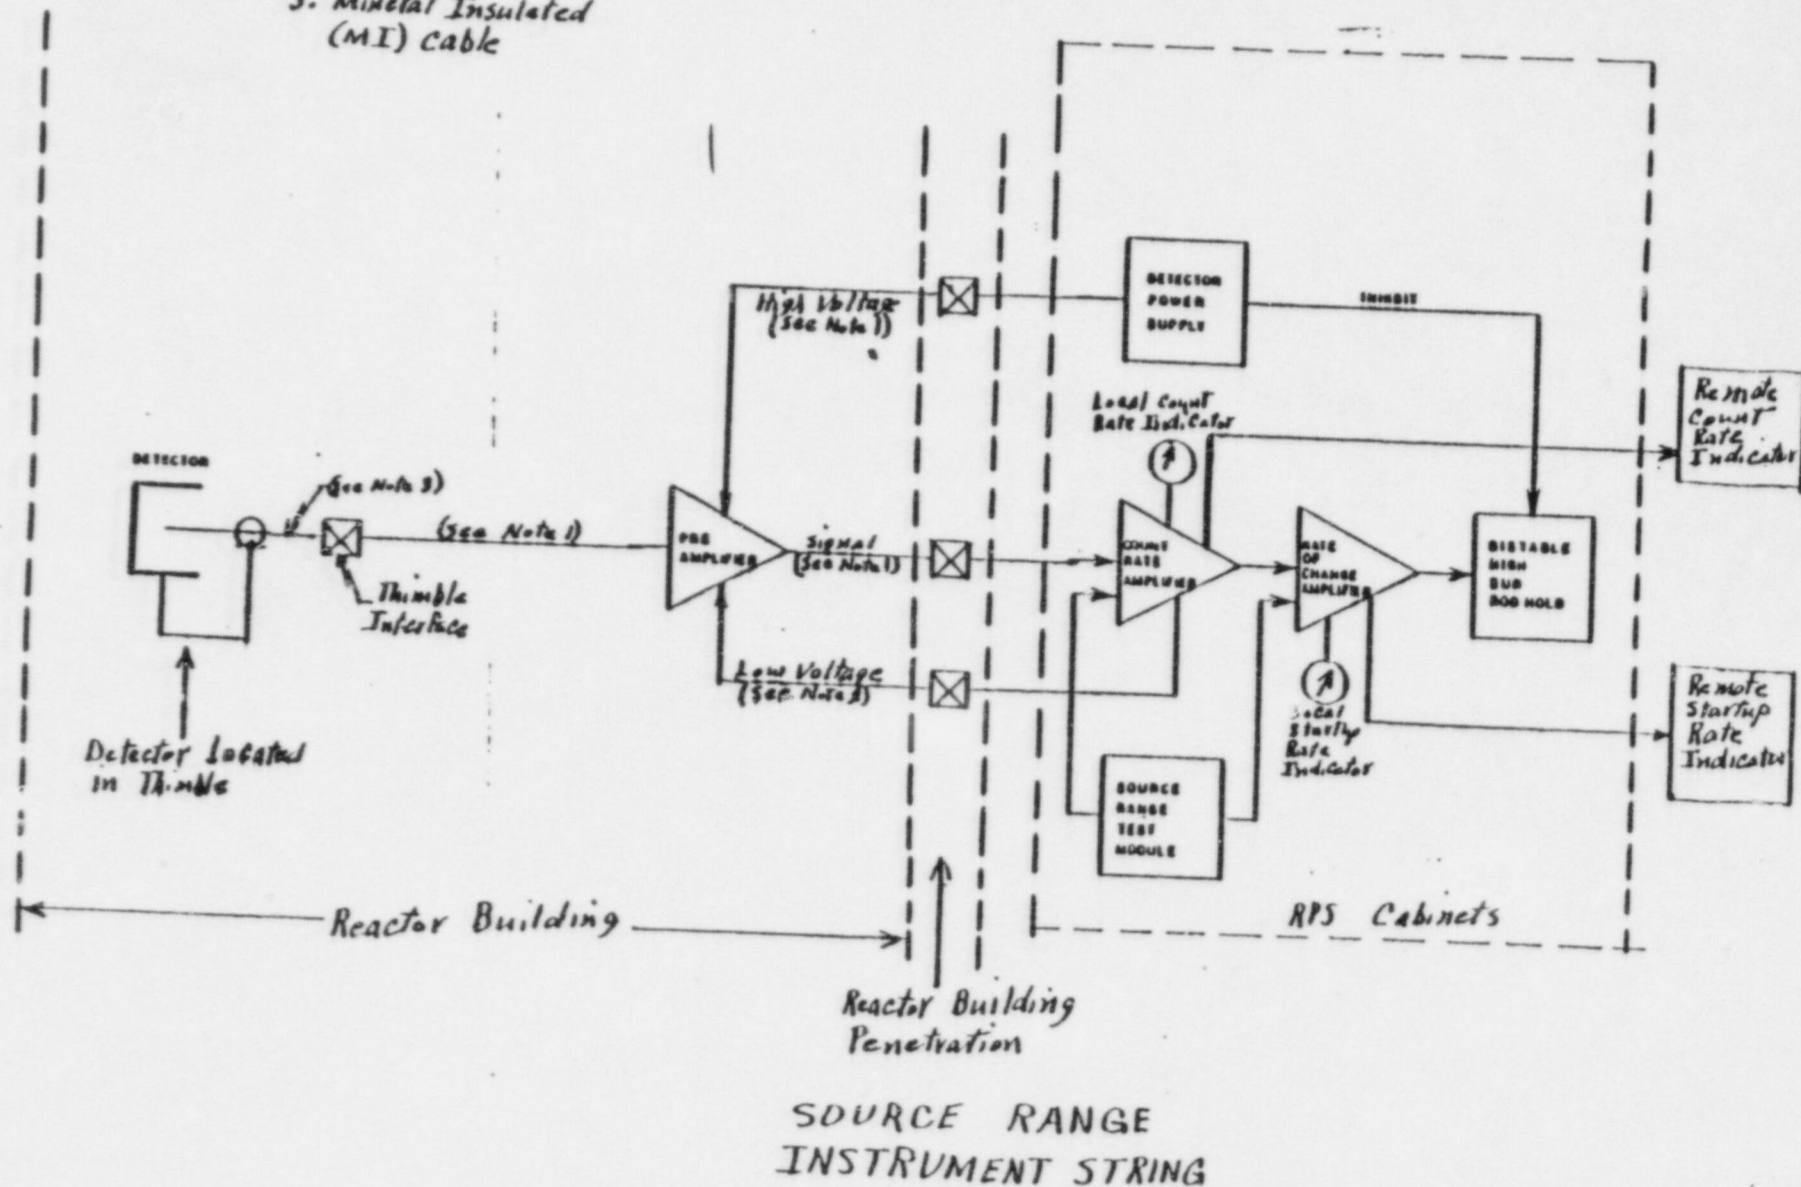 3. Mineral Insulated
(MI) cable
DETECTOR
POWER
SUPPLY
INHIBIT
High Voltage
(See Note 1)
Local Count
Rate Indicator
Remote
Count
Rate
Indicator
DETECTOR
(See Note 3)
(See Note 1)
PRE
AMPLIFIER
Signal
(See Note 1)
COUNT
RATE
AMPLIFIER
RATE
OF
CHANGE
AMPLIFIER
BISTABLE
HIGH
SUR
ROD HOLD
Thimble
Interface
Low Voltage
(See Note
Local
Startup
Rate
Indicator
Remote
Startup
Rate
Indicator
Detector Located
in Thimble
SOURCE
RANGE
TEST
MODULE
Reactor Building
RPS Cabinets
Reactor Building
Penetration
SOURCE RANGE
INSTRUMENT STRING